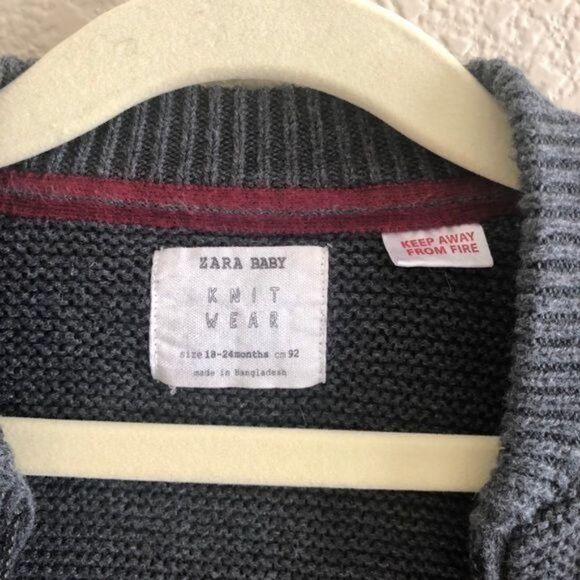 ZARA BABY
KNIT
WEAR
size 18-24months cm 92
made in Bangladesh
KEEP AWAY
FROM FIRE